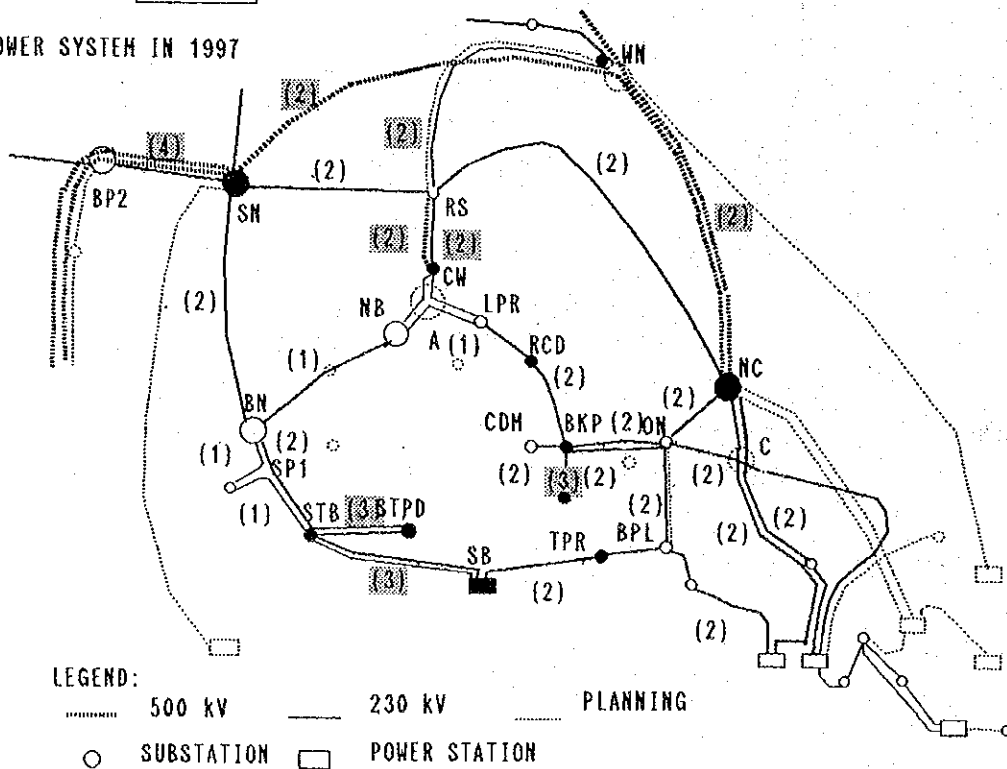 OWER SYSTEM IN 1997
WN
(2)
(4)
(2)
(2)
(2)
BP2
SN
RS
(2)
(2)
(2)
CW
(2)
NB
LPR
A
(1)
(1)
RCD
NC
(2)
BN
(2)
CDM
BKP
(2)
ON
(2)
C
(1)
SP1
(2)
(3)
(2)
(2)
(1)
STB
(3)
STPD
(2)
(2)
(2)
TPR
BPL
SB
(3)
(2)
(2)
LEGEND:
500 kV
230 kV
PLANNING
SUBSTATION
POWER STATION